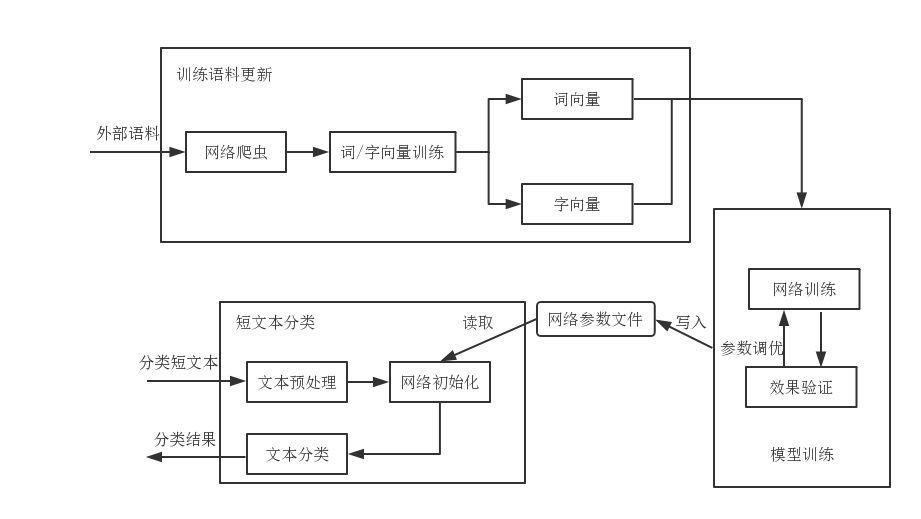 训练语料更新
词向量
外部语料
网络爬虫
词/字向量训练
字向量
网络训练
短文本分类
读取
网络参数文件
写入
参数调优
分类短文本
文本预处理
网络初始化
效果验证
分类结果
文本分类
模型训练